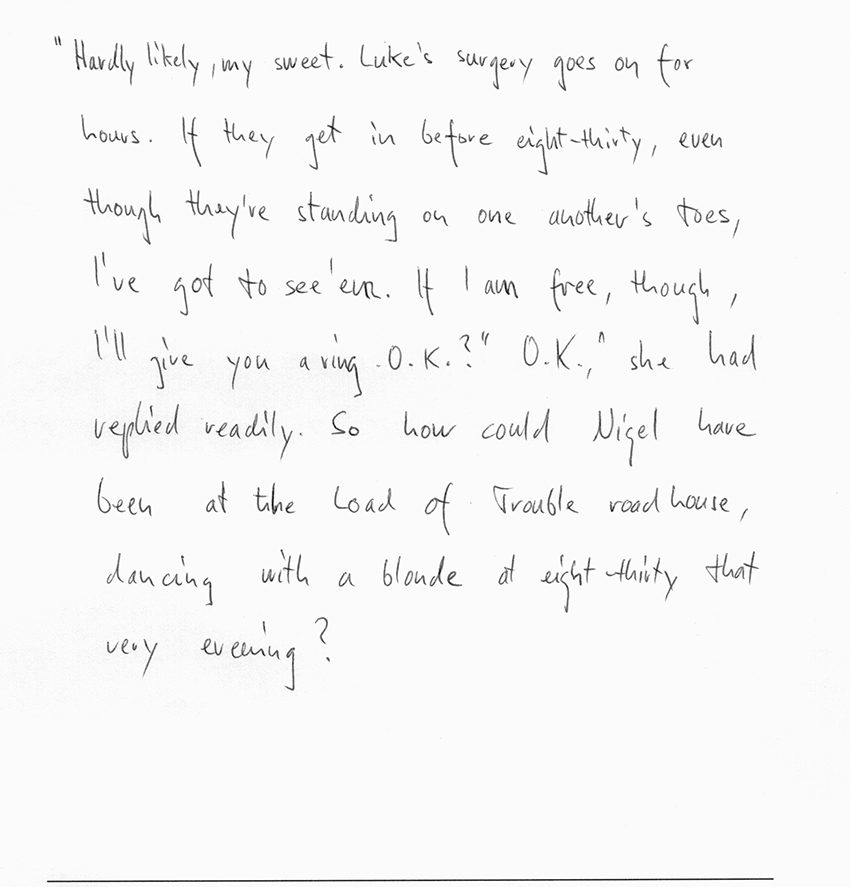 "Hardly likely, my sweet. Luke's surgery goes on for
hours. If they get in before eight-thirty, even
though they've standing on one another's toes,
I've got to see 'em. If I am free, though,
I'll give you a ring. O.K.?" O.K.," she had
replied readily. So how could Nigel have
been at the Load of Trouble roadhouse,
dancing with a blonde at eight-thirty that
very evening?